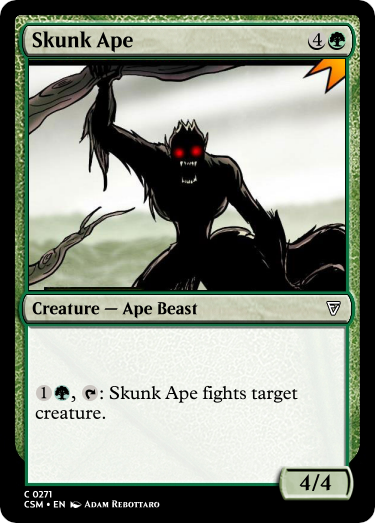 Skunk Ape 4
Creature — Ape Beast
1 , : Skunk Ape fights target
creature.
4/4
C 0271
CSM • EN Adam Rebottaro